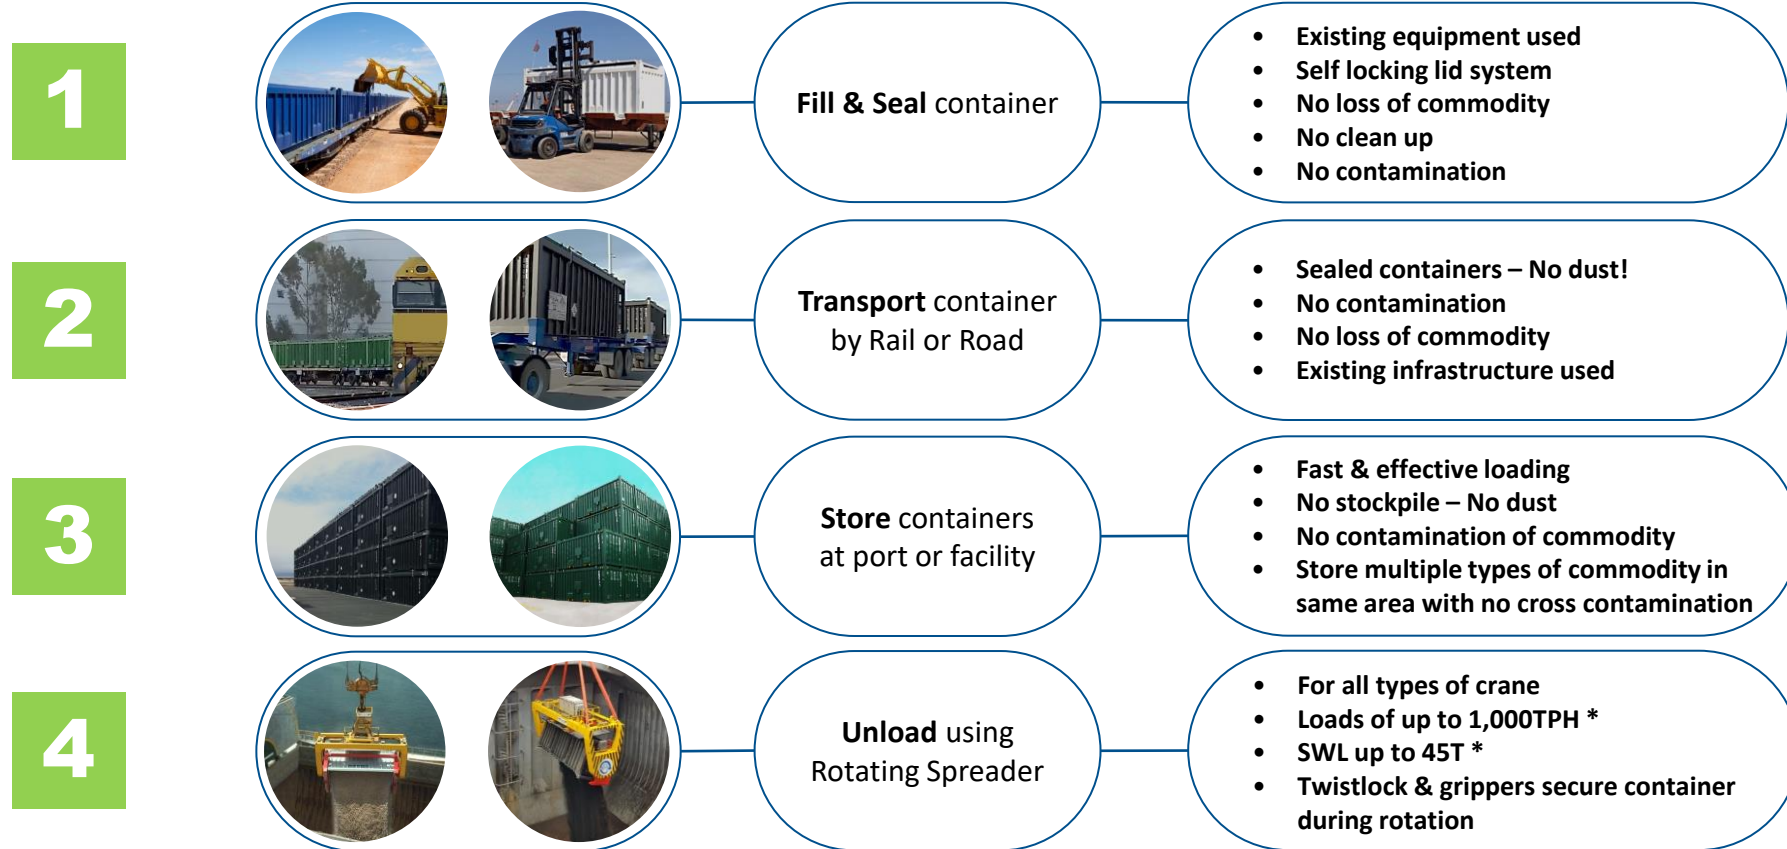 1
Fill & Seal container
• Existing equipment used
• Self locking lid system
• No loss of commodity
• No clean up
• No contamination
2
Transport container
by Rail or Road
• Sealed containers – No dust!
• No contamination
• No loss of commodity
• Existing infrastructure used
3
Store containers
at port or facility
• Fast & effective loading
• No stockpile – No dust
• No contamination of commodity
• Store multiple types of commodity in
same area with no cross contamination
4
Unload using
Rotating Spreader
• For all types of crane
• Loads of up to 1,000TPH *
• SWL up to 45T *
• Twistlock & grippers secure container
during rotation